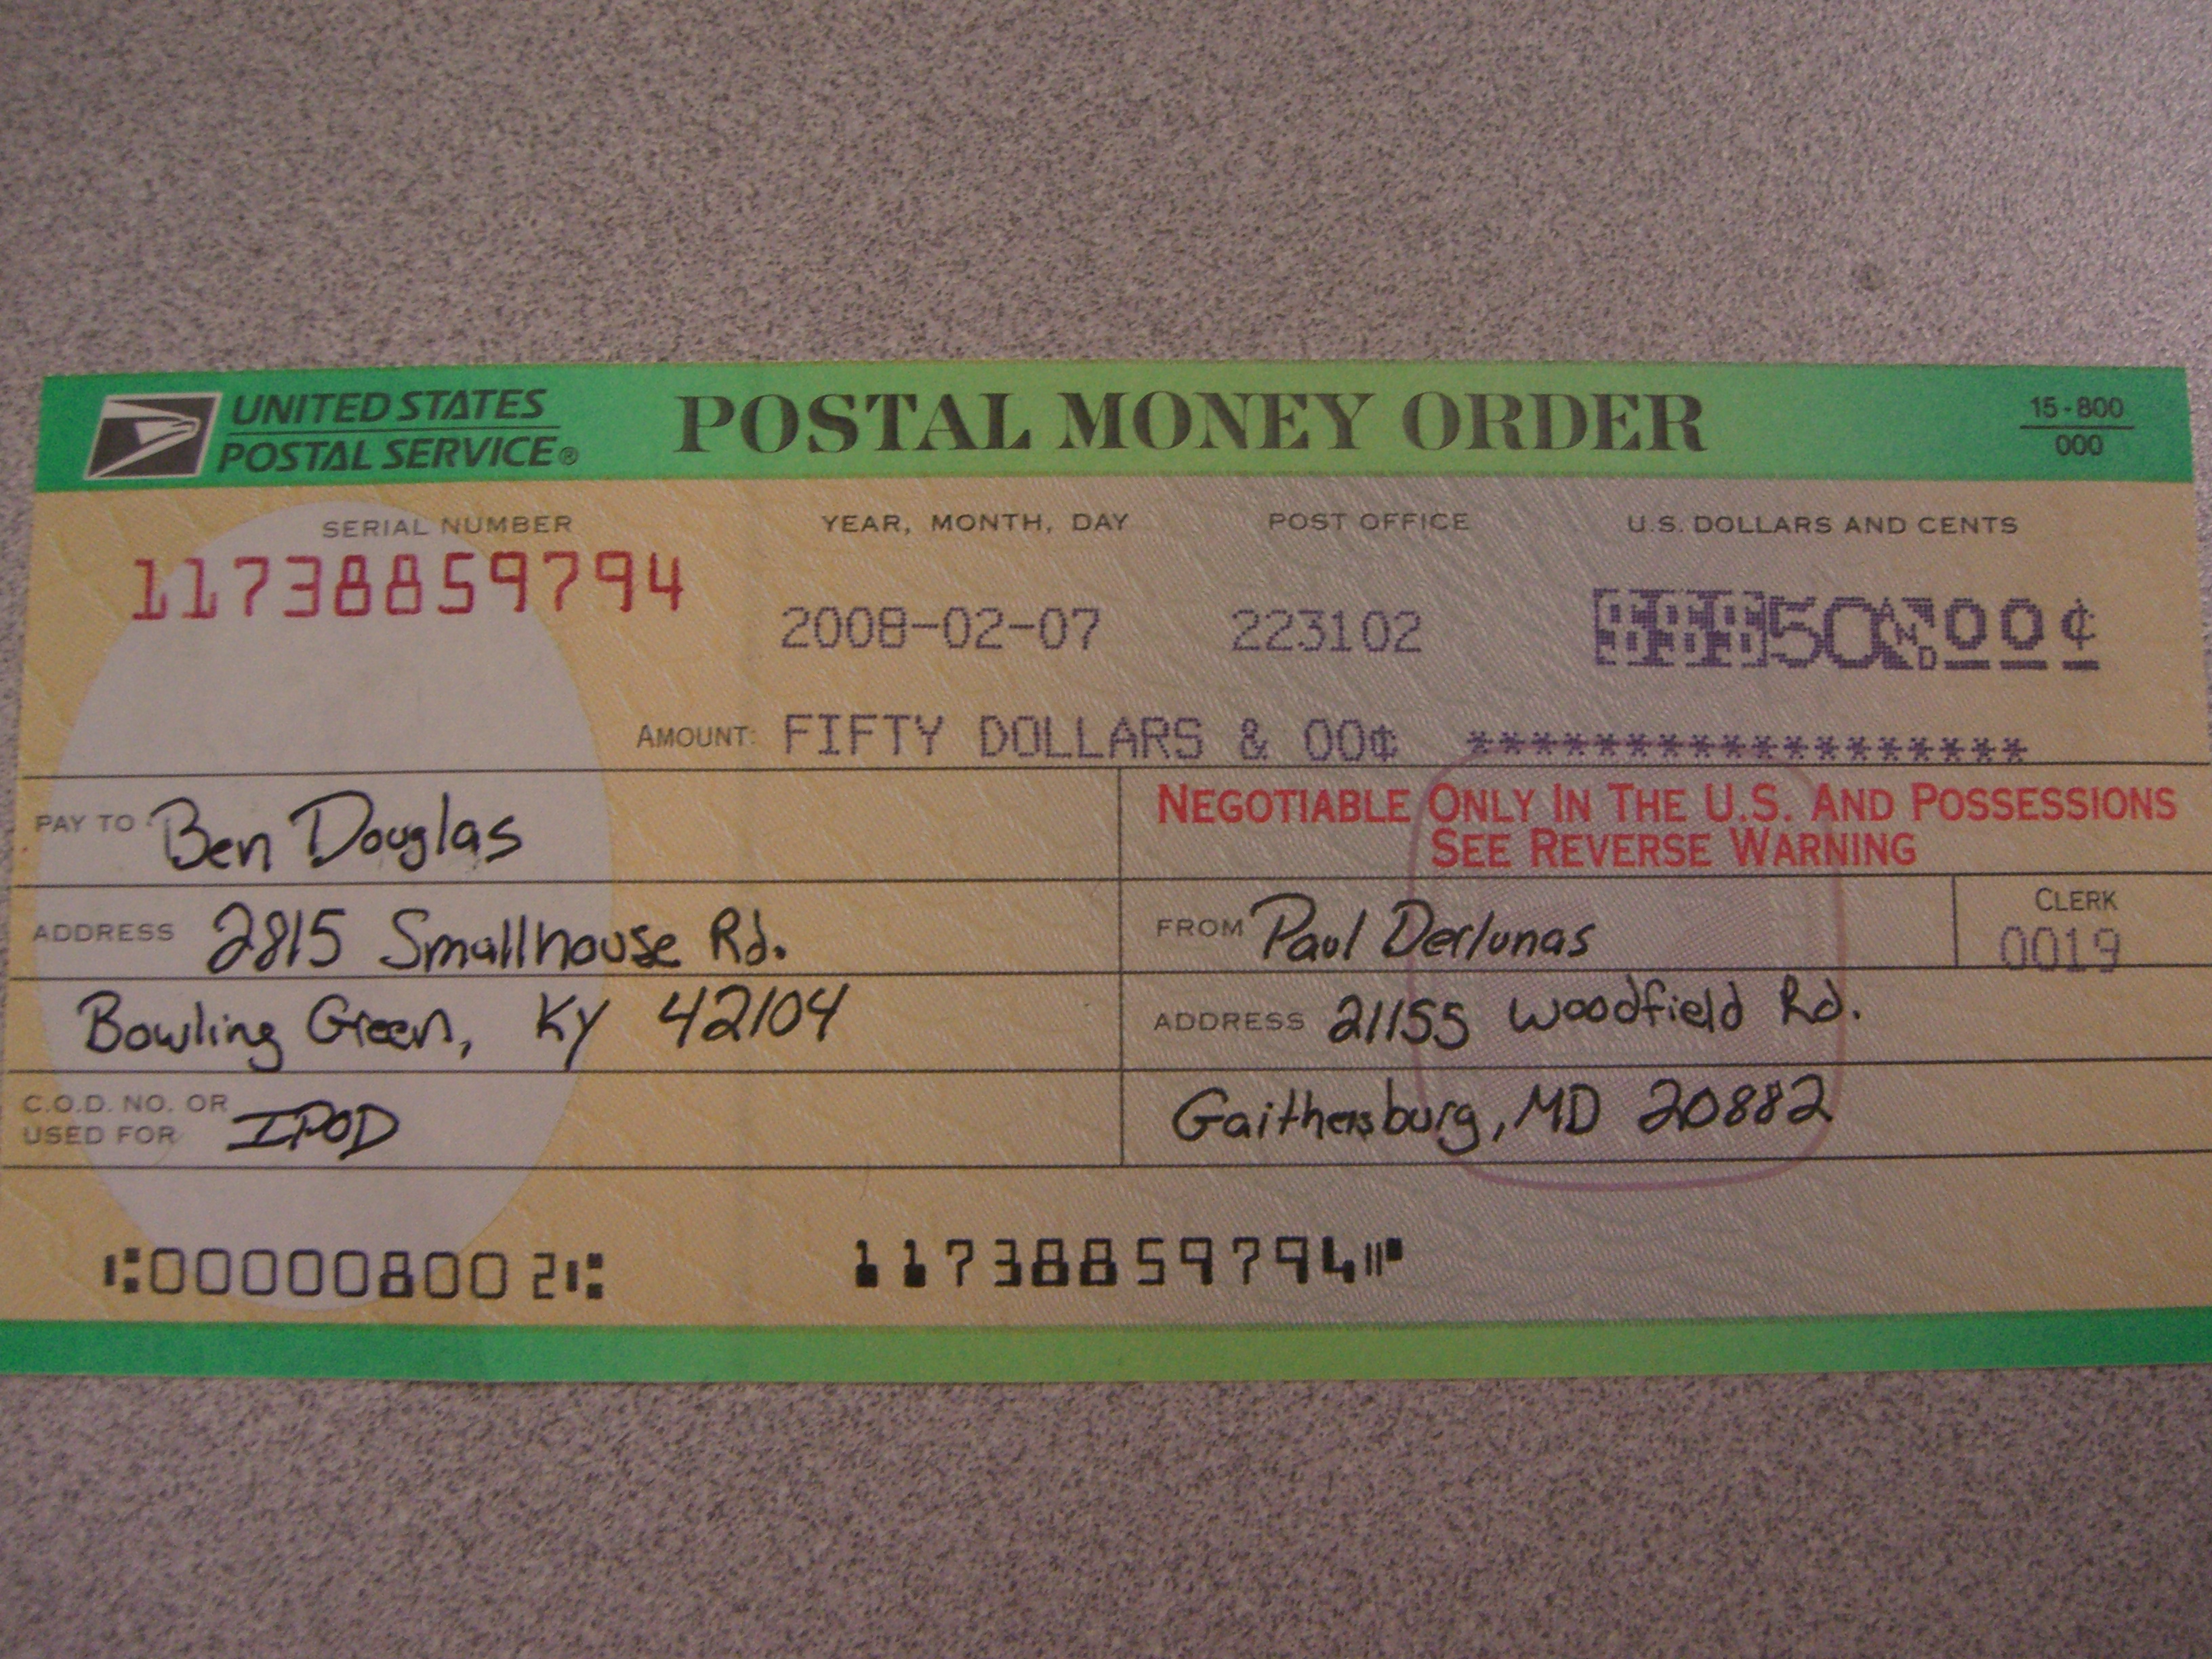 UNITED STATES POSTAL SERVICE®
POSTAL MONEY ORDER
15-800
000
SERIAL NUMBER
YEAR, MONTH, DAY
POST OFFICE
U.S. DOLLARS AND CENTS
11738859794
2008-02-07
223102
$$$50AND00¢
AMOUNT: FIFTY DOLLARS & 00¢ ******************
PAY TO Ben Douglas
NEGOTIABLE ONLY IN THE U.S. AND POSSESSIONS
SEE REVERSE WARNING
ADDRESS 2815 Smallhouse Rd.
Bowling Green, KY 42104
C.O.D. NO. OR
USED FOR IPOD
FROM Paul Derlunas
CLERK
0019
ADDRESS 21155 Woodfield Rd.
Gaithersburg, MD 20882
⑆000008002⑆ 11738859794⑈